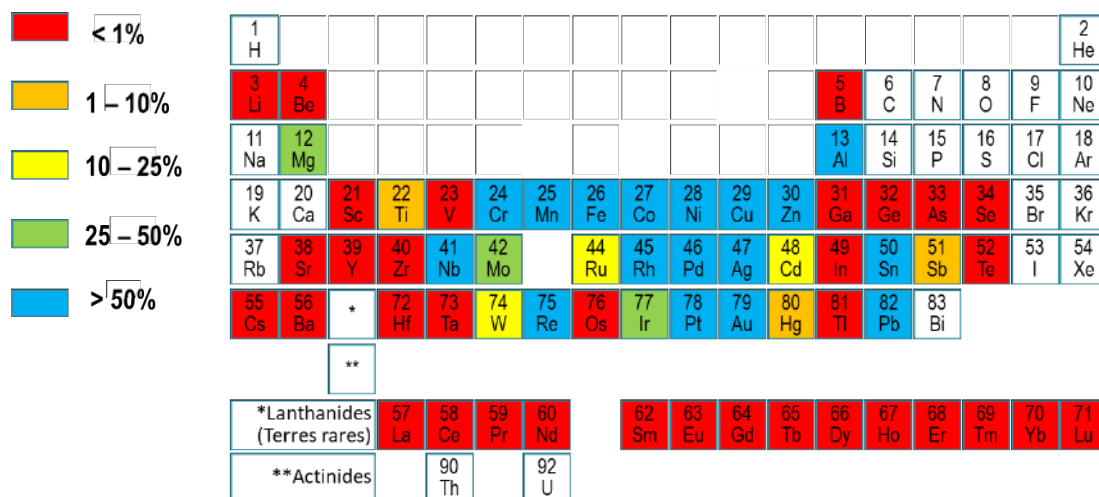 < 1%
1 – 10%
10 – 25%
25 – 50%
> 50%
1 2
H He
3 4 5 6 7 8 9 10
Li Be B C N O F Ne
11 12 13 14 15 16 17 18
Na Mg Al Si P S Cl Ar
19 20 21 22 23 24 25 26 27 28 29 30 31 32 33 34 35 36
K Ca Sc Ti V Cr Mn Fe Co Ni Cu Zn Ga Ge As Se Br Kr
37 38 39 40 41 42 44 45 46 47 48 49 50 51 52 53 54
Rb Sr Y Zr Nb Mo Ru Rh Pd Ag Cd In Sn Sb Te I Xe
55 56 * 72 73 74 75 76 77 78 79 80 81 82 83
Cs Ba Hf Ta W Re Os Ir Pt Au Hg Tl Pb Bi
**
*Lanthanides 57 58 59 60 62 63 64 65 66 67 68 69 70 71
(Terres rares) La Ce Pr Nd Sm Eu Gd Tb Dy Ho Er Tm Yb Lu
**Actinides 90 92
Th U